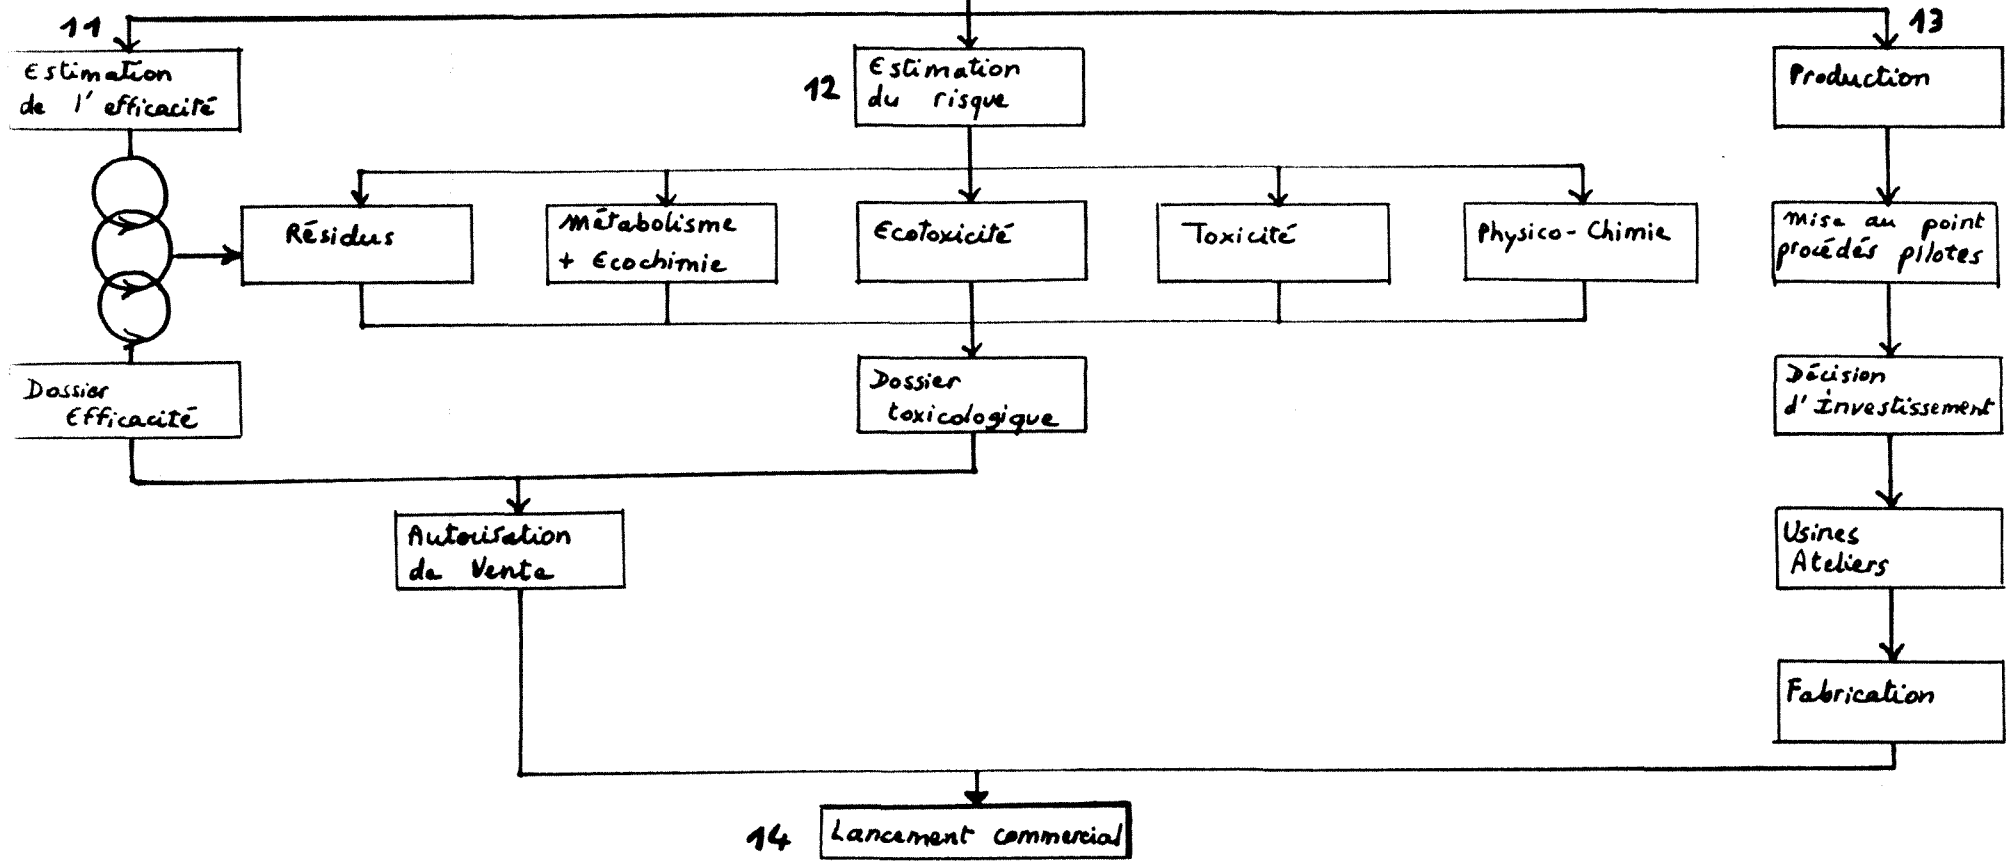 11
13
Estimation
de l'efficacité
12
Estimation
du risque
Production
Résidus
Métabolisme
+ Ecochimie
Ecotoxicité
Toxicité
Physico-Chimie
Mise au point
procédés pilotes
Dossier
Efficacité
Dossier
toxicologique
Décision
d'Investissement
Autorisation
de Vente
Usines
Ateliers
Fabrication
14
Lancement commercial